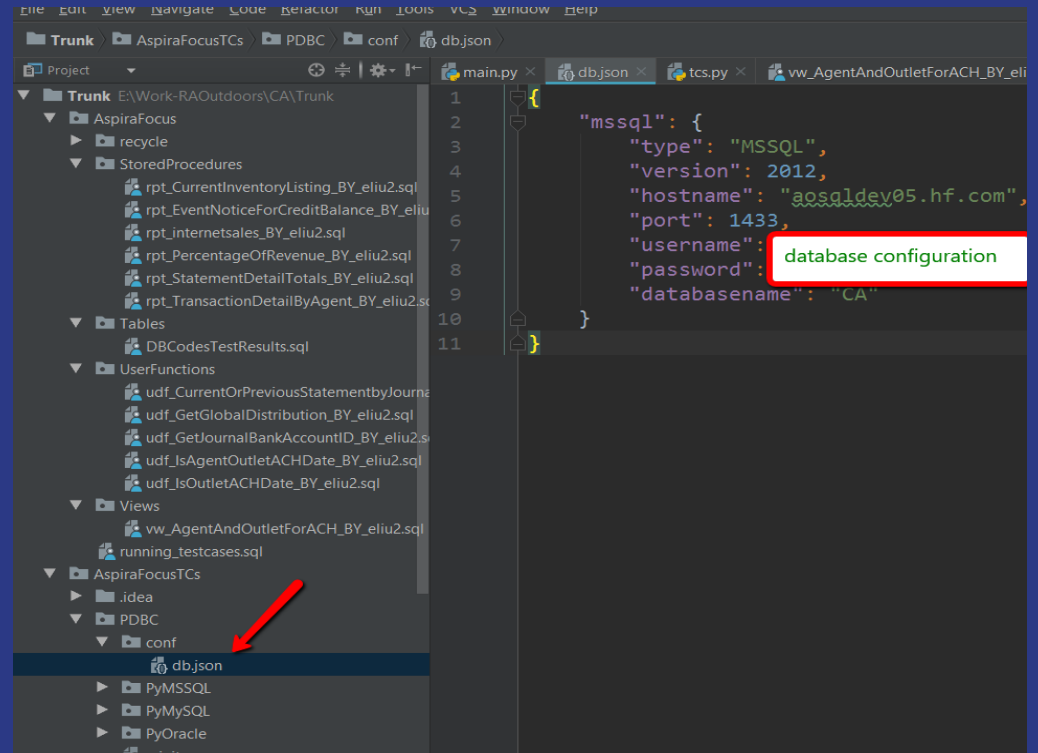 File Edit View Navigate Code Refactor Run Tools VCS Window Help
Trunk AspiraFocusTCs PDBC conf db.json
Project
main.py db.json tcs.py vw_AgentAndOutletForACH_BY_eli
Trunk E:\Work-RAOutdoors\CA\Trunk
AspiraFocus
recycle
StoredProcedures
rpt_CurrentInventoryListing_BY_eliu2.sql
rpt_EventNoticeForCreditBalance_BY_eliu
rpt_internetsales_BY_eliu2.sql
rpt_PercentageOfRevenue_BY_eliu2.sql
rpt_StatementDetailTotals_BY_eliu2.sql
rpt_TransactionDetailByAgent_BY_eliu2.sq
Tables
DBCodesTestResults.sql
UserFunctions
udf_CurrentOrPreviousStatementbyJourna
udf_GetGlobalDistribution_BY_eliu2.sql
udf_GetJournalBankAccountID_BY_eliu2.s
udf_IsAgentOutletACHDate_BY_eliu2.sql
udf_IsOutletACHDate_BY_eliu2.sql
Views
vw_AgentAndOutletForACH_BY_eliu2.sql
running_testcases.sql
AspiraFocusTCs
.idea
PDBC
conf
db.json
PyMSSQL
PyMySQL
PyOracle
1 {
2 "mssql": {
3 "type": "MSSQL",
4 "version": 2012,
5 "hostname": "aosqldev05.hf.com",
6 "port": 1433,
7 "username":
8 "password":
9 "databasename": "CA"
10 }
11 }
database configuration